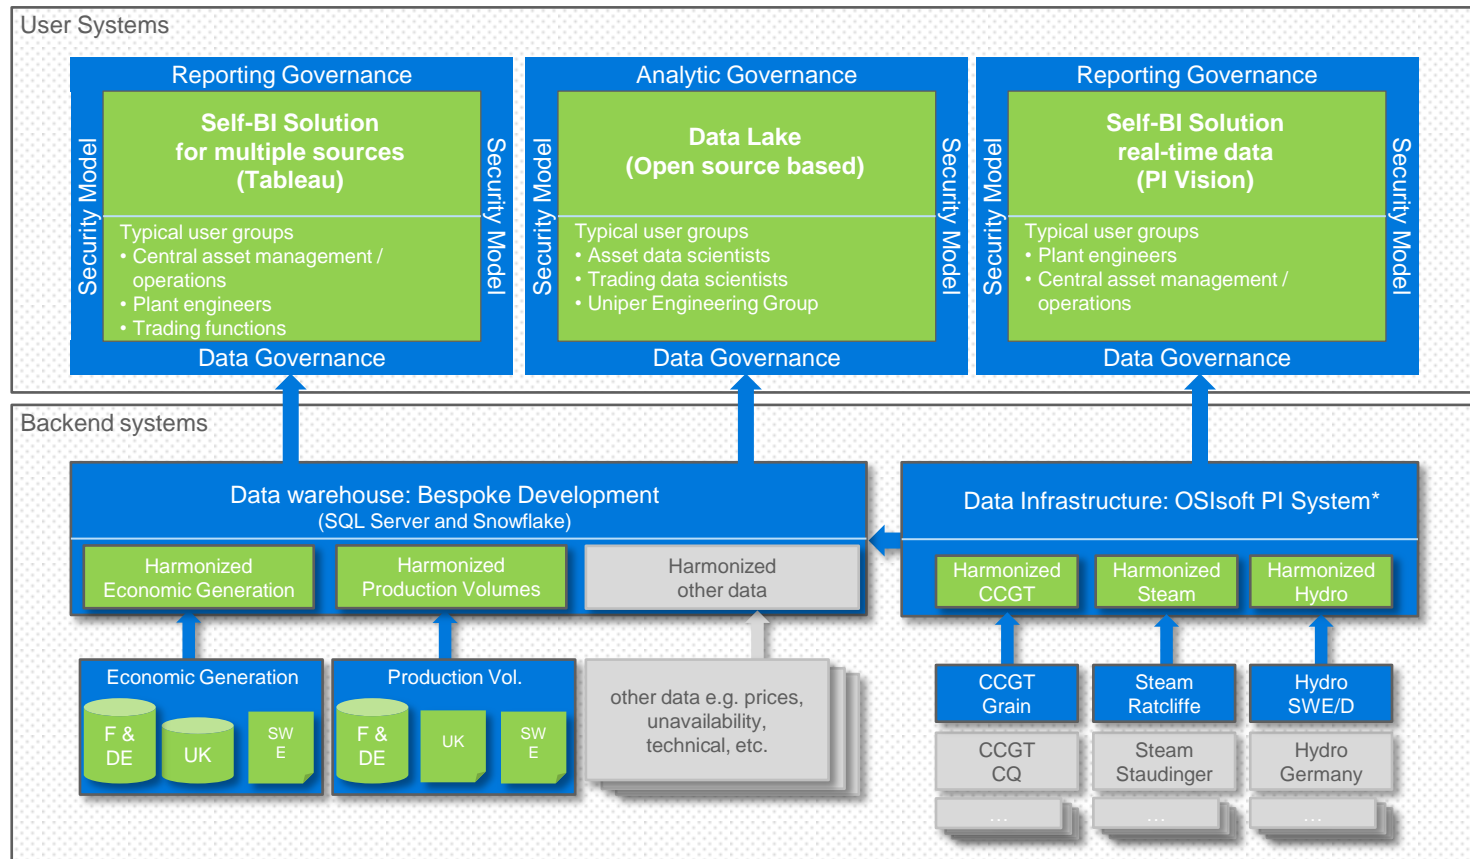 User Systems
Reporting Governance
Security Model
Self-BI Solution
for multiple sources
(Tableau)
Typical user groups
• Central asset management /
operations
• Plant engineers
• Trading functions
Security Model
Data Governance
Analytic Governance
Security Model
Data Lake
(Open source based)
Typical user groups
• Asset data scientists
• Trading data scientists
• Uniper Engineering Group
Security Model
Data Governance
Reporting Governance
Security Model
Self-BI Solution
real-time data
(PI Vision)
Typical user groups
• Plant engineers
• Central asset management /
operations
Security Model
Data Governance
Backend systems
Data warehouse: Bespoke Development
(SQL Server and Snowflake)
Harmonized
Economic Generation
Harmonized
Production Volumes
Harmonized
other data
Data Infrastructure: OSIsoft PI System*
Harmonized
CCGT
Harmonized
Steam
Harmonized
Hydro
Economic Generation
F &
DE
UK
SW
E
Production Vol.
F &
DE
UK
SW
E
other data e.g. prices,
unavailability,
technical, etc.
CCGT
Grain
Steam
Ratcliffe
Hydro
SWE/D
CCGT
CQ
Steam
Staudinger
Hydro
Germany
...
...
...